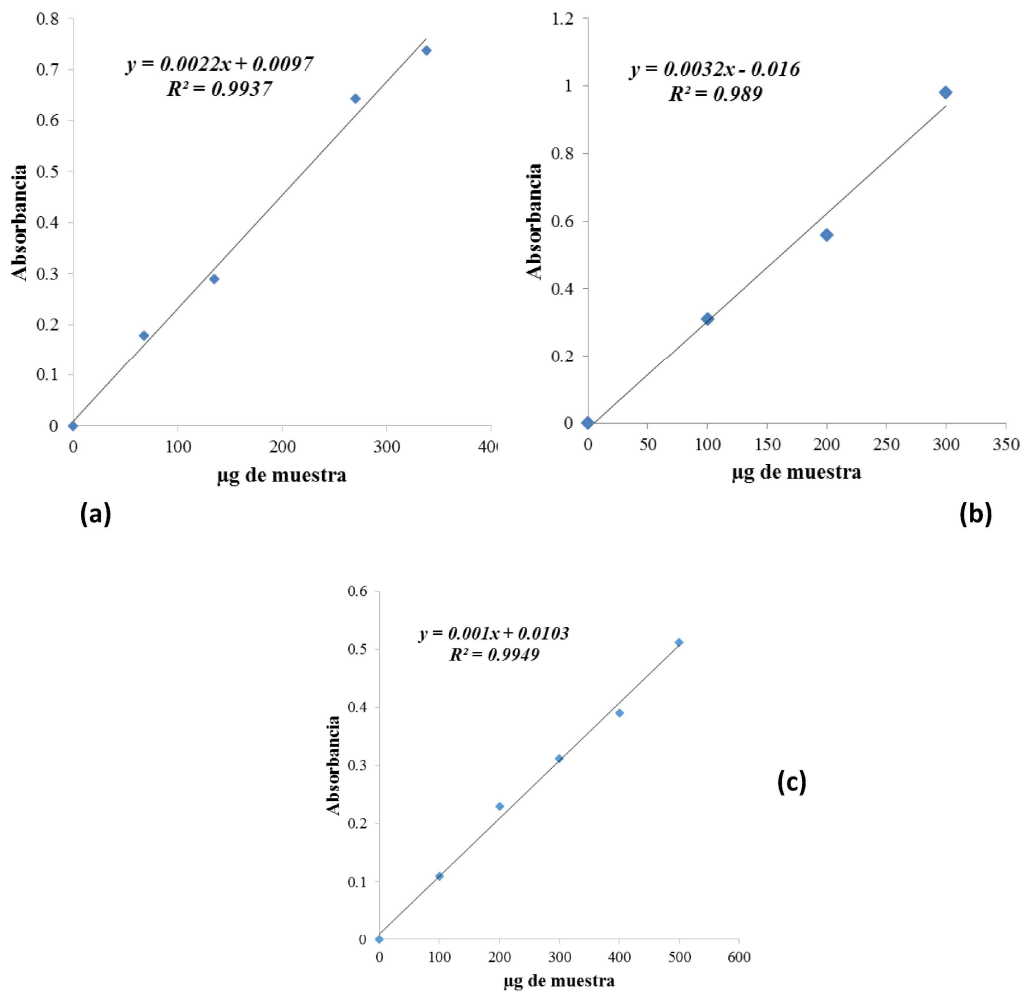 0.8
0.7
0.6
0.5
0.4
0.3
0.2
0.1
0
Absorbancia
y = 0.0022x + 0.0097
R² = 0.9937
0 100 200 300 40
µg de muestra
(a)
1.2
1
0.8
0.6
0.4
0.2
0
Absorbancia
y = 0.0032x - 0.016
R² = 0.989
0 50 100 150 200 250 300 350
µg de muestra
(b)
0.6
0.5
0.4
0.3
0.2
0.1
0
Absorbancia
y = 0.001x + 0.0103
R² = 0.9949
0 100 200 300 400 500 600
µg de muestra
(c)